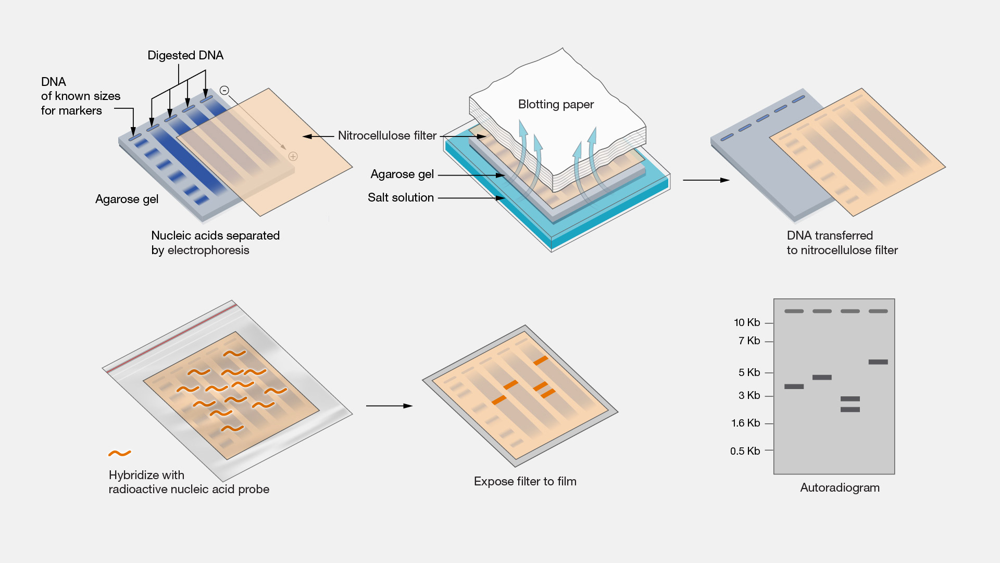 Digested DNA
DNA
of known sizes
for markers
-
+
Agarose gel
Nucleic acids separated
by electrophoresis
Nitrocellulose filter
Blotting paper
Agarose gel
Salt solution
DNA transferred
to nitrocellulose filter
Hybridize with
radioactive nucleic acid probe
Expose filter to film
10 Kb
7 Kb
5 Kb
3 Kb
1.6 Kb
0.5 Kb
Autoradiogram